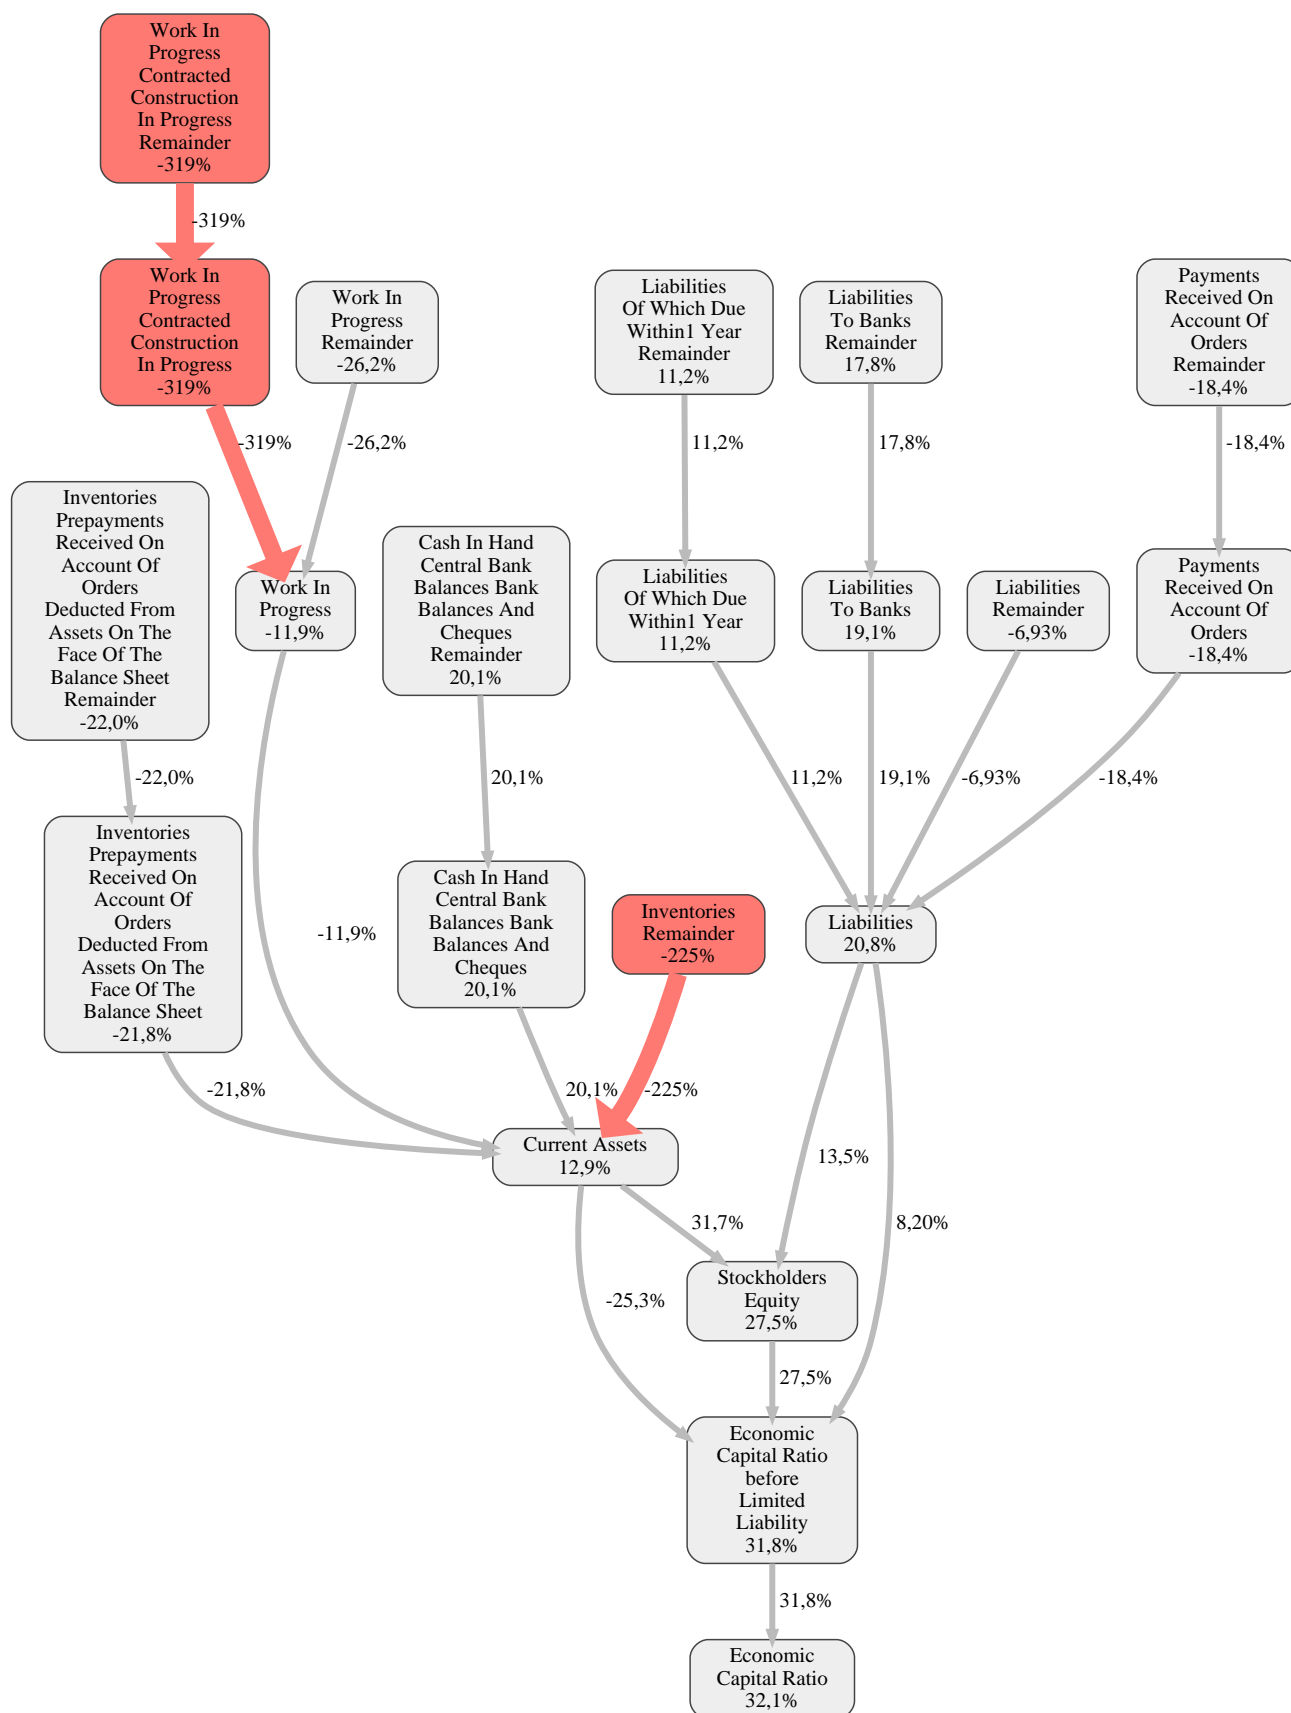 Work In
Progress
Contracted
Construction
In Progress
Remainder
-319%
-319%
Work In
Progress
Contracted
Construction
In Progress
-319%
Work In
Progress
Remainder
-26,2%
Liabilities
Of Which Due
Within1 Year
Remainder
11,2%
Liabilities
To Banks
Remainder
17,8%
Payments
Received On
Account Of
Orders
Remainder
-18,4%
-319%
-26,2%
11,2%
17,8%
-18,4%
Inventories
Prepayments
Received On
Account Of
Orders
Deducted From
Assets On The
Face Of The
Balance Sheet
Remainder
-22,0%
Work In
Progress
-11,9%
Cash In Hand
Central Bank
Balances Bank
Balances And
Cheques
Remainder
20,1%
Liabilities
Of Which Due
Within1 Year
11,2%
Liabilities
To Banks
19,1%
Liabilities
Remainder
-6,93%
Payments
Received On
Account Of
Orders
-18,4%
-22,0%
20,1%
11,2%
19,1%
-6,93%
-18,4%
Inventories
Prepayments
Received On
Account Of
Orders
Deducted From
Assets On The
Face Of The
Balance Sheet
-21,8%
-11,9%
Cash In Hand
Central Bank
Balances Bank
Balances And
Cheques
20,1%
Inventories
Remainder
-225%
Liabilities
20,8%
-21,8%
20,1%
-225%
Current Assets
12,9%
13,5%
31,7%
8,20%
Stockholders
Equity
27,5%
-25,3%
27,5%
Economic
Capital Ratio
before
Limited
Liability
31,8%
31,8%
Economic
Capital Ratio
32,1%